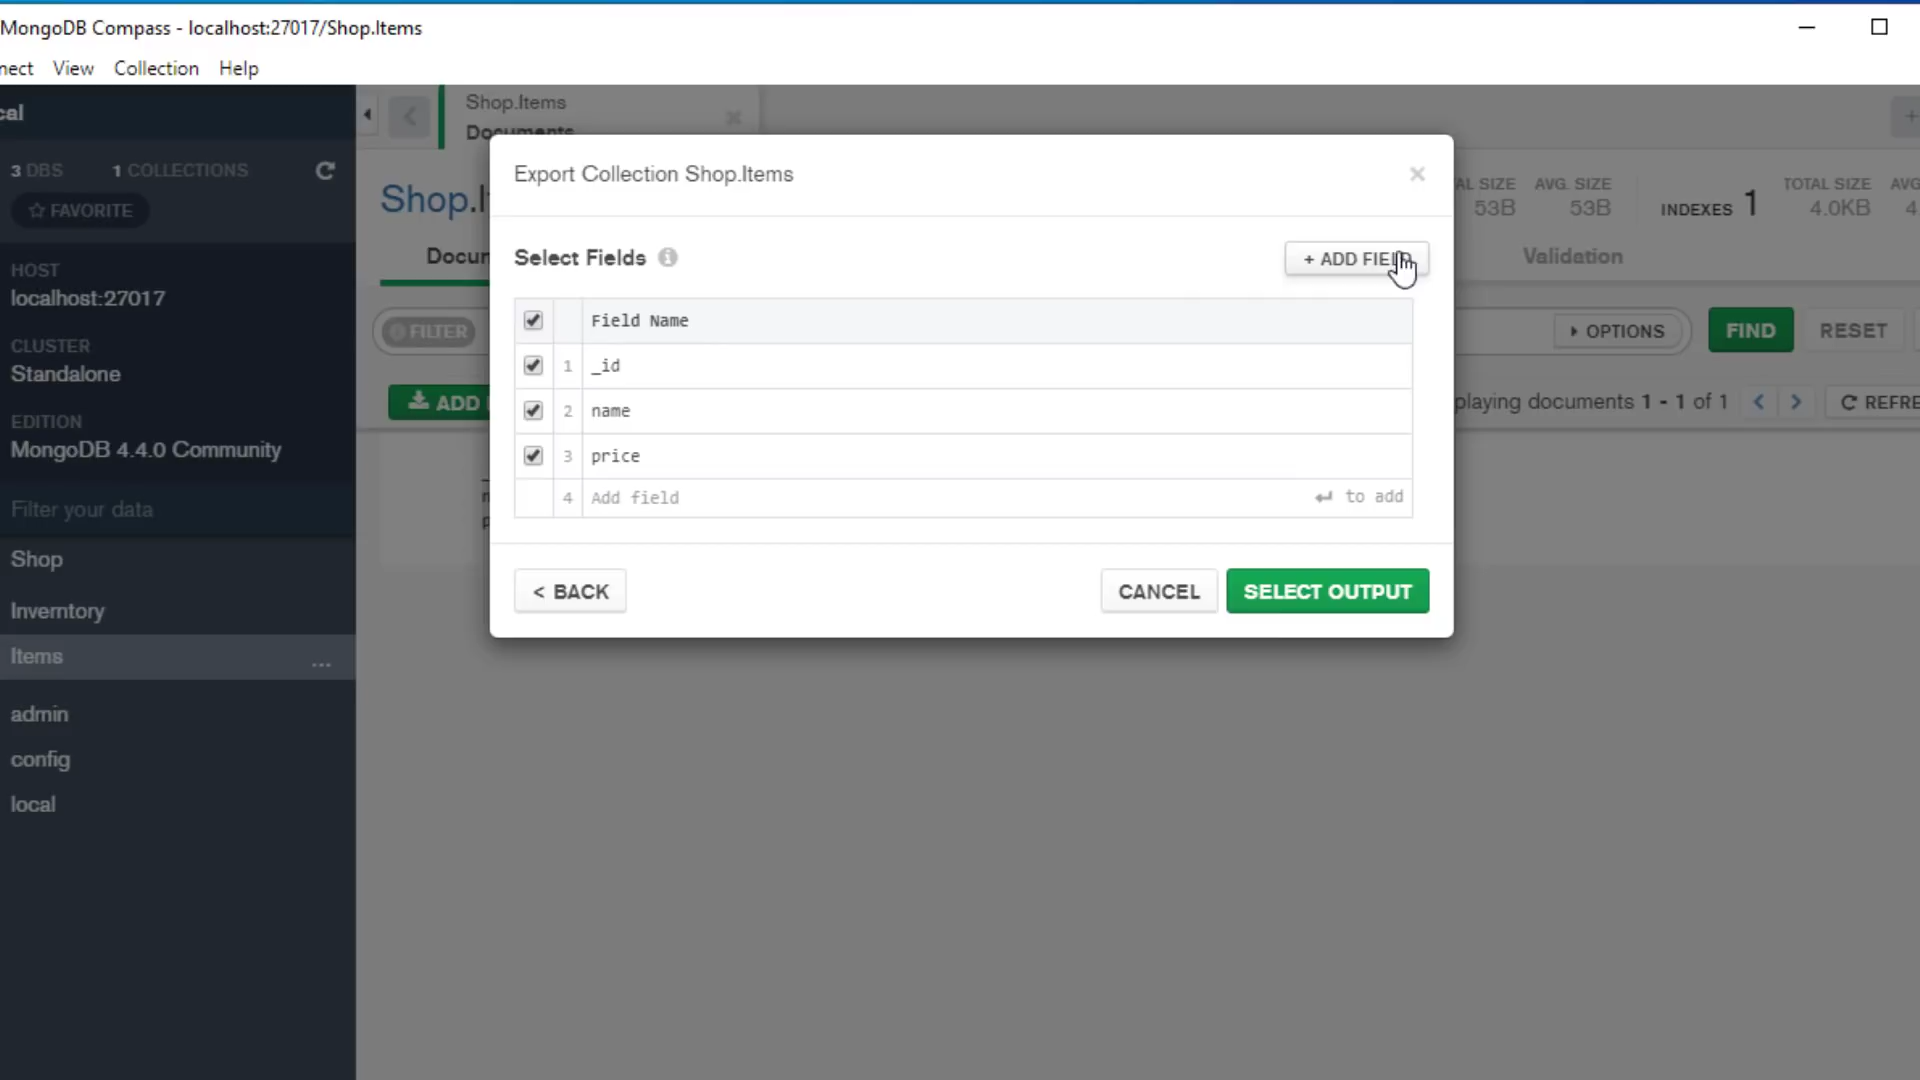 MongoDB Compass - localhost:27017/Shop.Items
nect View Collection Help
cal
3 DBS 1 COLLECTIONS
FAVORITE
HOST
localhost:27017
CLUSTER
Standalone
EDITION
MongoDB 4.4.0 Community
Filter your data
Shop
Inverntory
Items
...
admin
config
local
Shop.Items
Documents
Shop.I
AL SIZE 53B
AVG. SIZE 53B
INDEXES 1
TOTAL SIZE 4.0KB
AVG 4
Docun
Validation
FILTER
OPTIONS
FIND
RESET
ADD
playing documents 1 - 1 of 1
REFRE
Export Collection Shop.Items
Select Fields
+ ADD FIELD
Field Name
1 _id
2 name
3 price
4 Add field
↵ to add
< BACK
CANCEL
SELECT OUTPUT